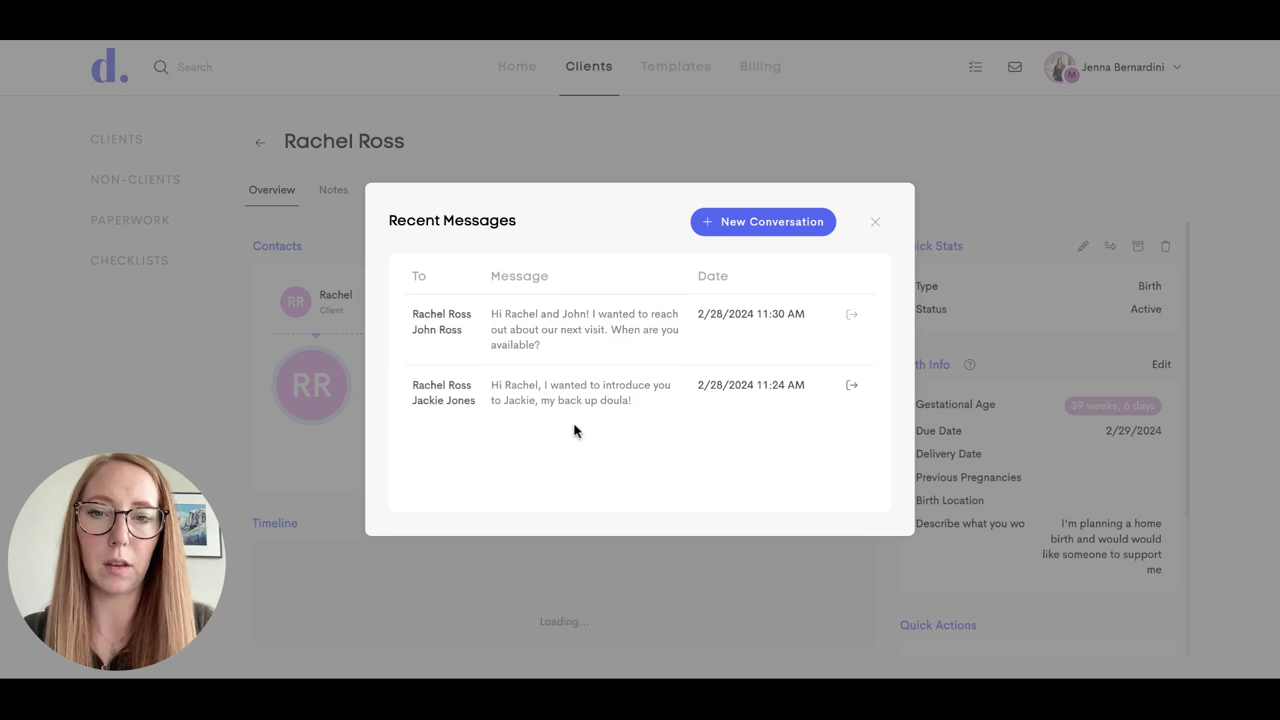 d.
Search
Home
Clients
Templates
Billing
M
Jenna Bernardini
CLIENTS
NON-CLIENTS
PAPERWORK
CHECKLISTS
Rachel Ross
Overview
Notes
Contacts
RR
Rachel
Client
RR
Timeline
Loading...
Recent Messages
+ New Conversation
To
Message
Date
Rachel Ross
John Ross
Hi Rachel and John! I wanted to reach
out about our next visit. When are you
available?
2/28/2024 11:30 AM
Rachel Ross
Jackie Jones
Hi Rachel, I wanted to introduce you
to Jackie, my back up doula!
2/28/2024 11:24 AM
ick Stats
Type
Birth
Status
Active
th Info
?
Edit
Gestational Age
39 weeks, 6 days
Due Date
2/29/2024
Delivery Date
Previous Pregnancies
Birth Location
Describe what you wo
I'm planning a home
birth and would would
like someone to support
me
Quick Actions